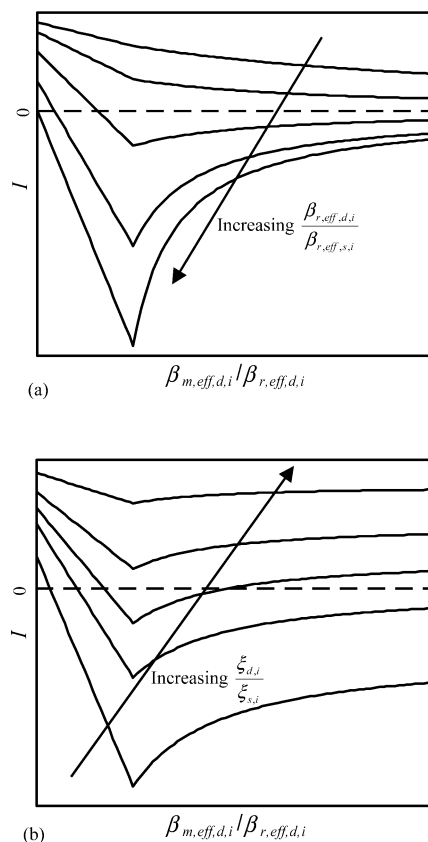 0
I
Increasing β_{r,eff,d,i}/β_{r,eff,s,i}
β_{m,eff,d,i}/β_{r,eff,d,i}
(a)
0
I
Increasing ξ_{d,i}/ξ_{s,i}
β_{m,eff,d,i}/β_{r,eff,d,i}
(b)